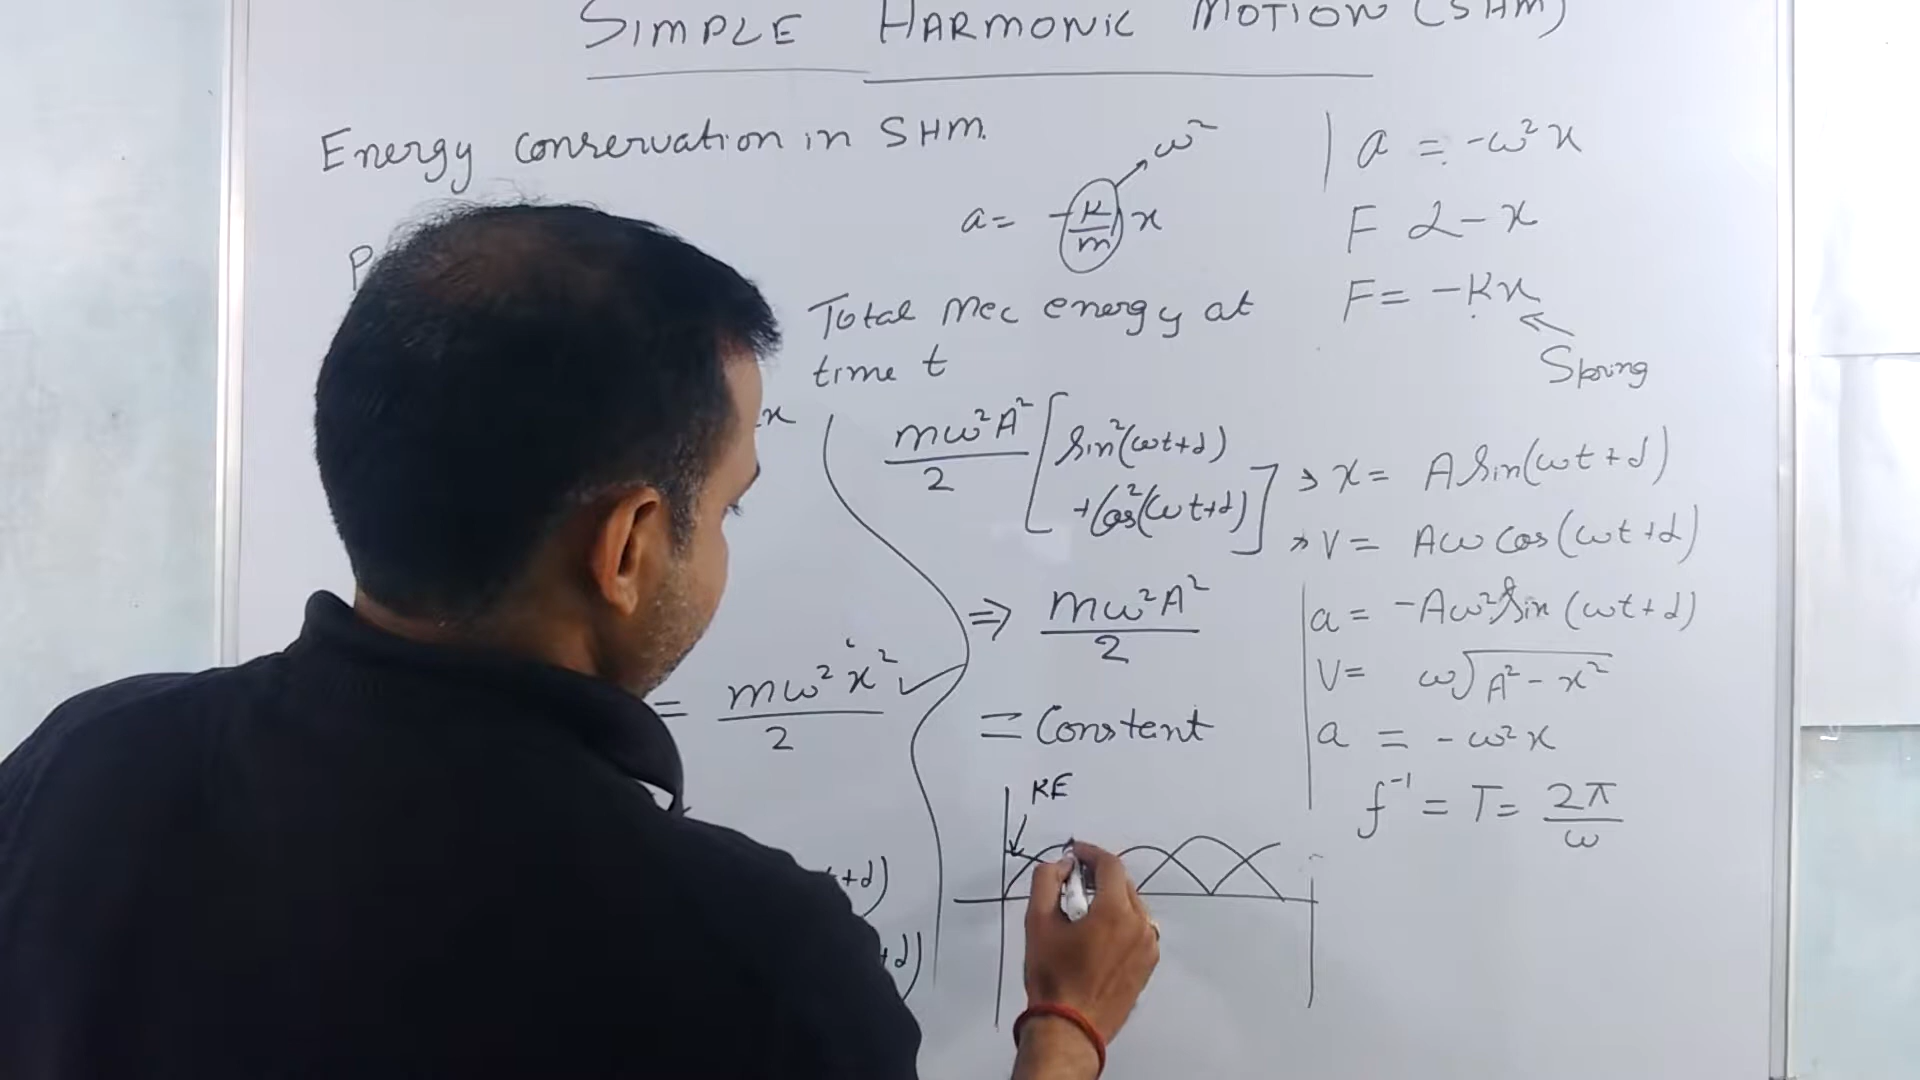 SIMPLE HARMONIC MOTION (SHM)
Energy conservation in SHM.
P
a = -(K/m)x → ω²
Total Mec energy at
time t
x
mω²A²/2 [sin²(ωt+δ)
+Cos²(ωt+δ)]
⇒ mω²A²/2
= mω²x²/2
= Constant
KE
t+δ)
+δ)
a = -ω²x
F α -x
F = -Kx
Spring
→ x = A Sin(ωt+δ)
→ V = Aω Cos(ωt+δ)
a = -Aω² Sin(ωt+δ)
V = ω√(A²-x²)
a = -ω²x
f⁻¹ = T = 2π/ω